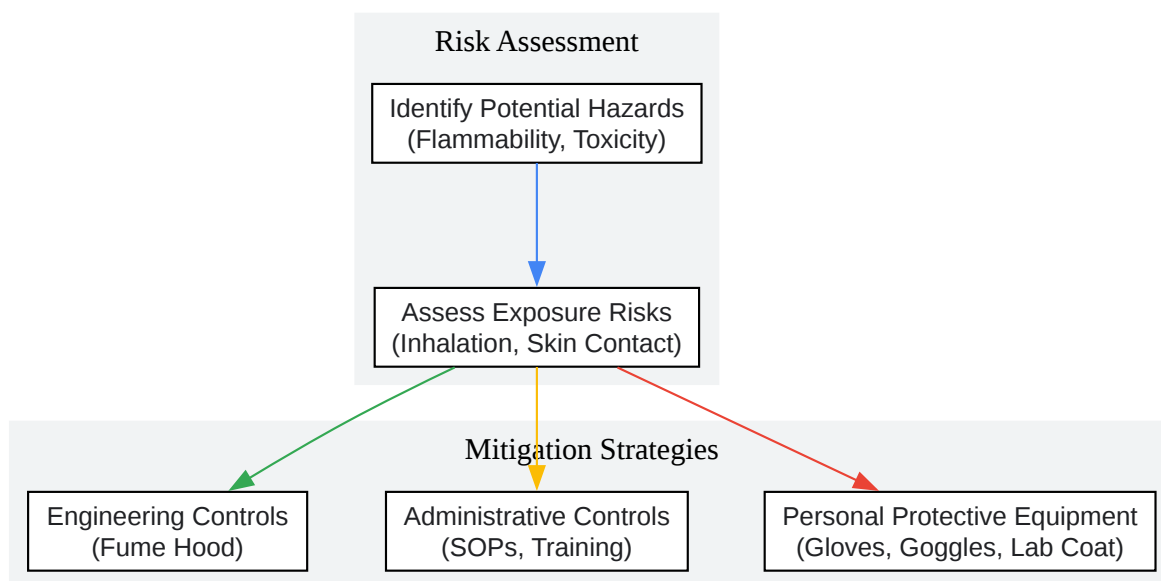 Risk Assessment
Identify Potential Hazards
(Flammability, Toxicity)
Assess Exposure Risks
(Inhalation, Skin Contact)
Mitigation Strategies
Engineering Controls
(Fume Hood)
Administrative Controls
(SOPs, Training)
Personal Protective Equipment
(Gloves, Goggles, Lab Coat)